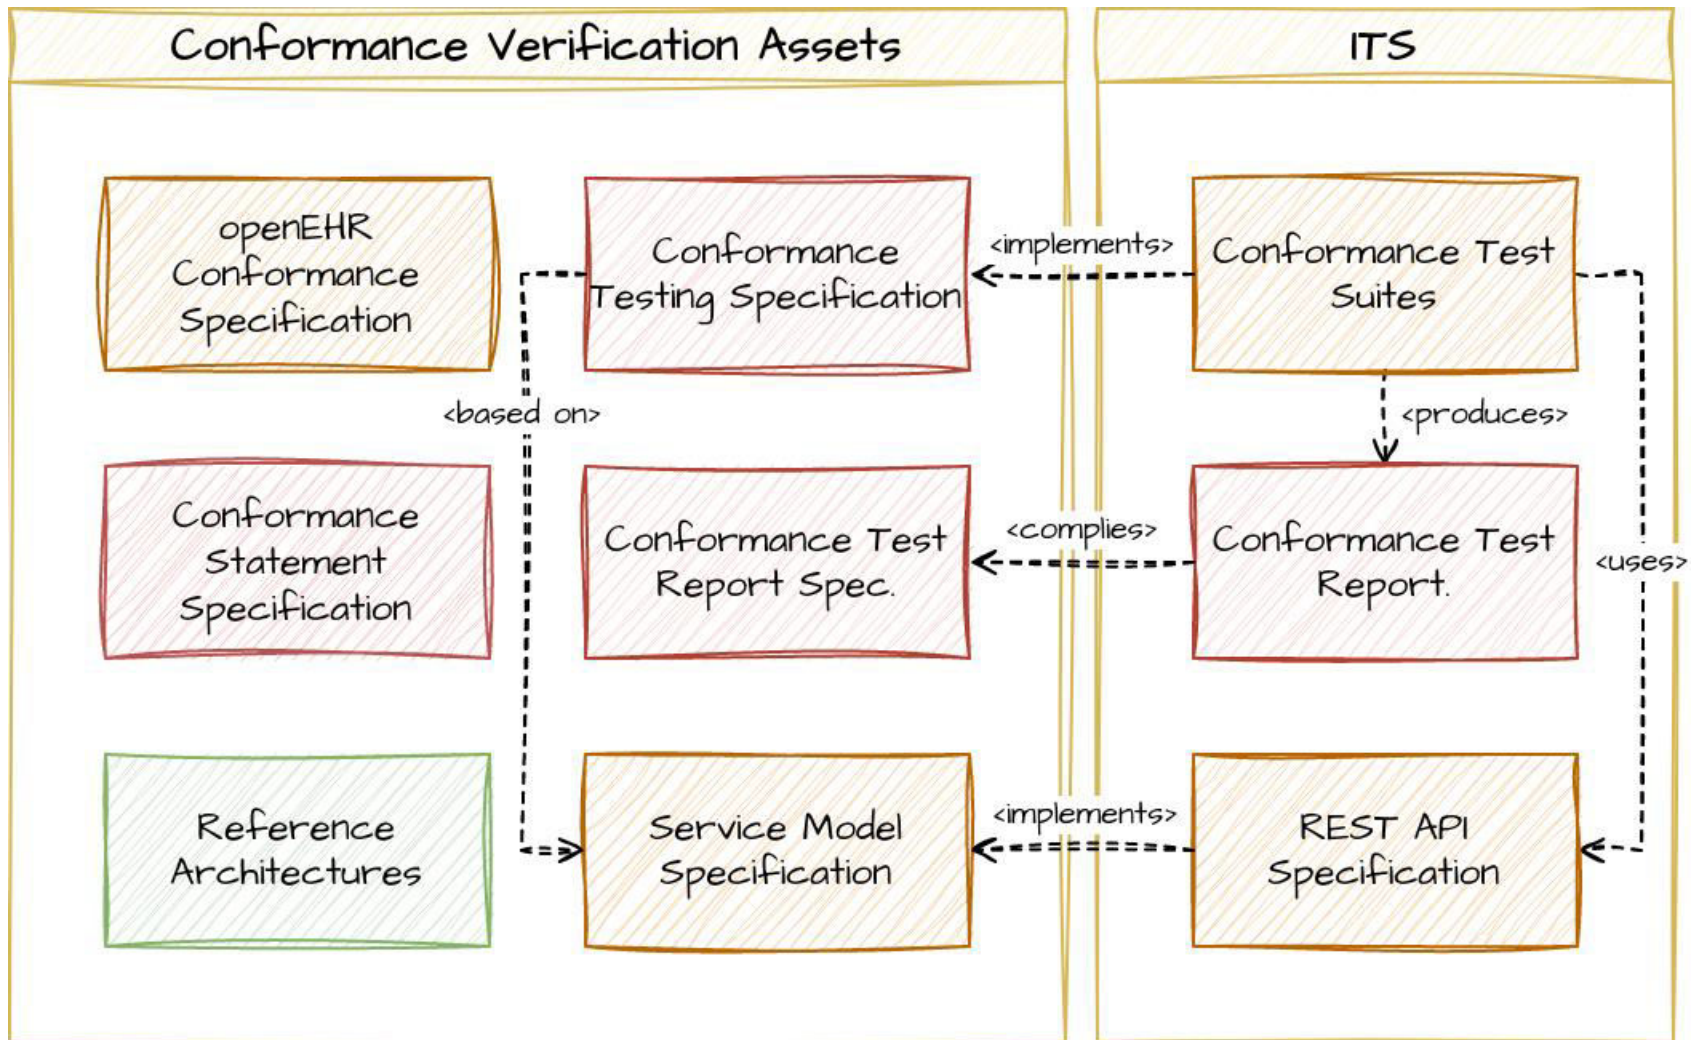 Conformance Verification Assets
ITS
openEHR
Conformance
Specification
Conformance
Testing Specification
<implements>
Conformance Test
Suites
<based on>
<produces>
Conformance
Statement
Specification
Conformance Test
Report Spec.
<complies>
Conformance Test
Report.
<uses>
Reference
Architectures
Service Model
Specification
<implements>
REST API
Specification